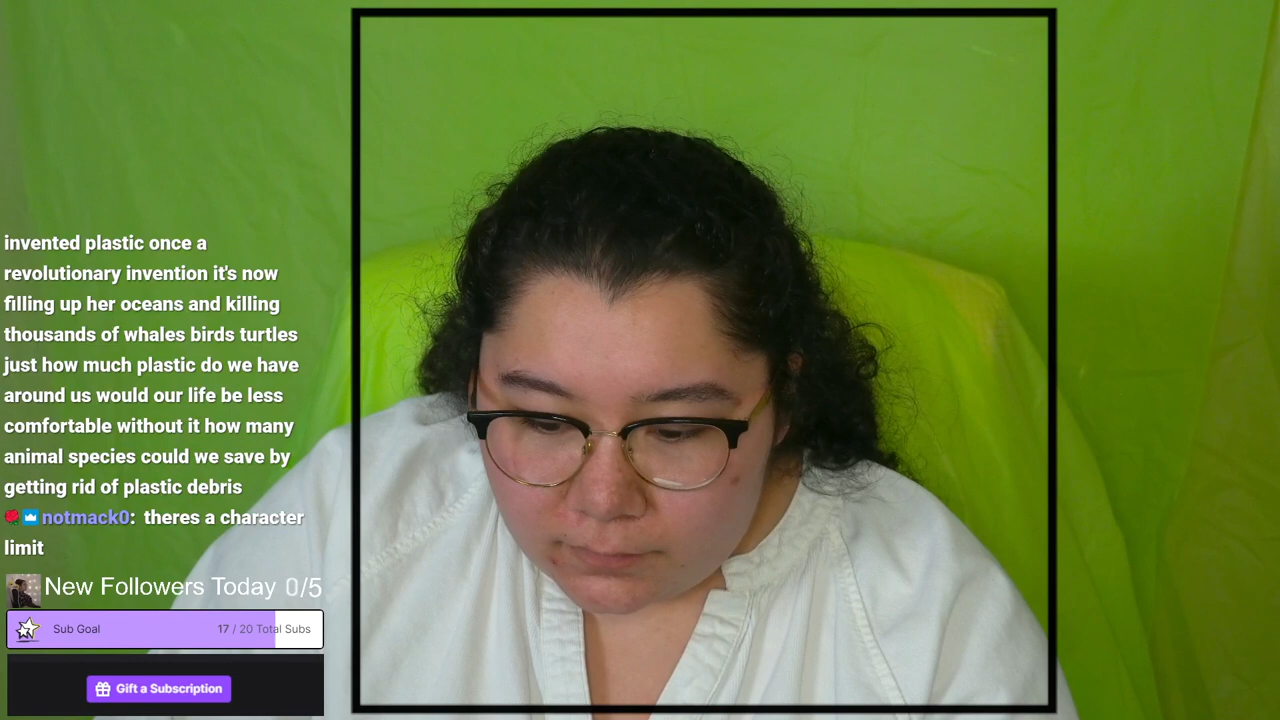 invented plastic once a
revolutionary invention it's now
filling up her oceans and killing
thousands of whales birds turtles
just how much plastic do we have
around us would our life be less
comfortable without it how many
animal species could we save by
getting rid of plastic debris
notmack0: theres a character
limit
New Followers Today 0/5
Sub Goal 17 / 20 Total Subs
Gift a Subscription